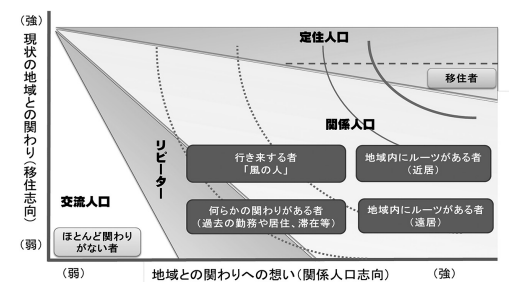 （強）
現状の地域との関わり（移住志向）
（弱）
定住人口
移住者
関係人口
リピーター
行き来する者
「風の人」
地域内にルーツがある者
（近居）
何らかの関わりがある者
（過去の勤務や居住、滞在等）
地域内にルーツがある者
（遠居）
交流人口
ほとんど関わり
がない者
（弱）
地域との関わりへの想い（関係人口志向）
（強）